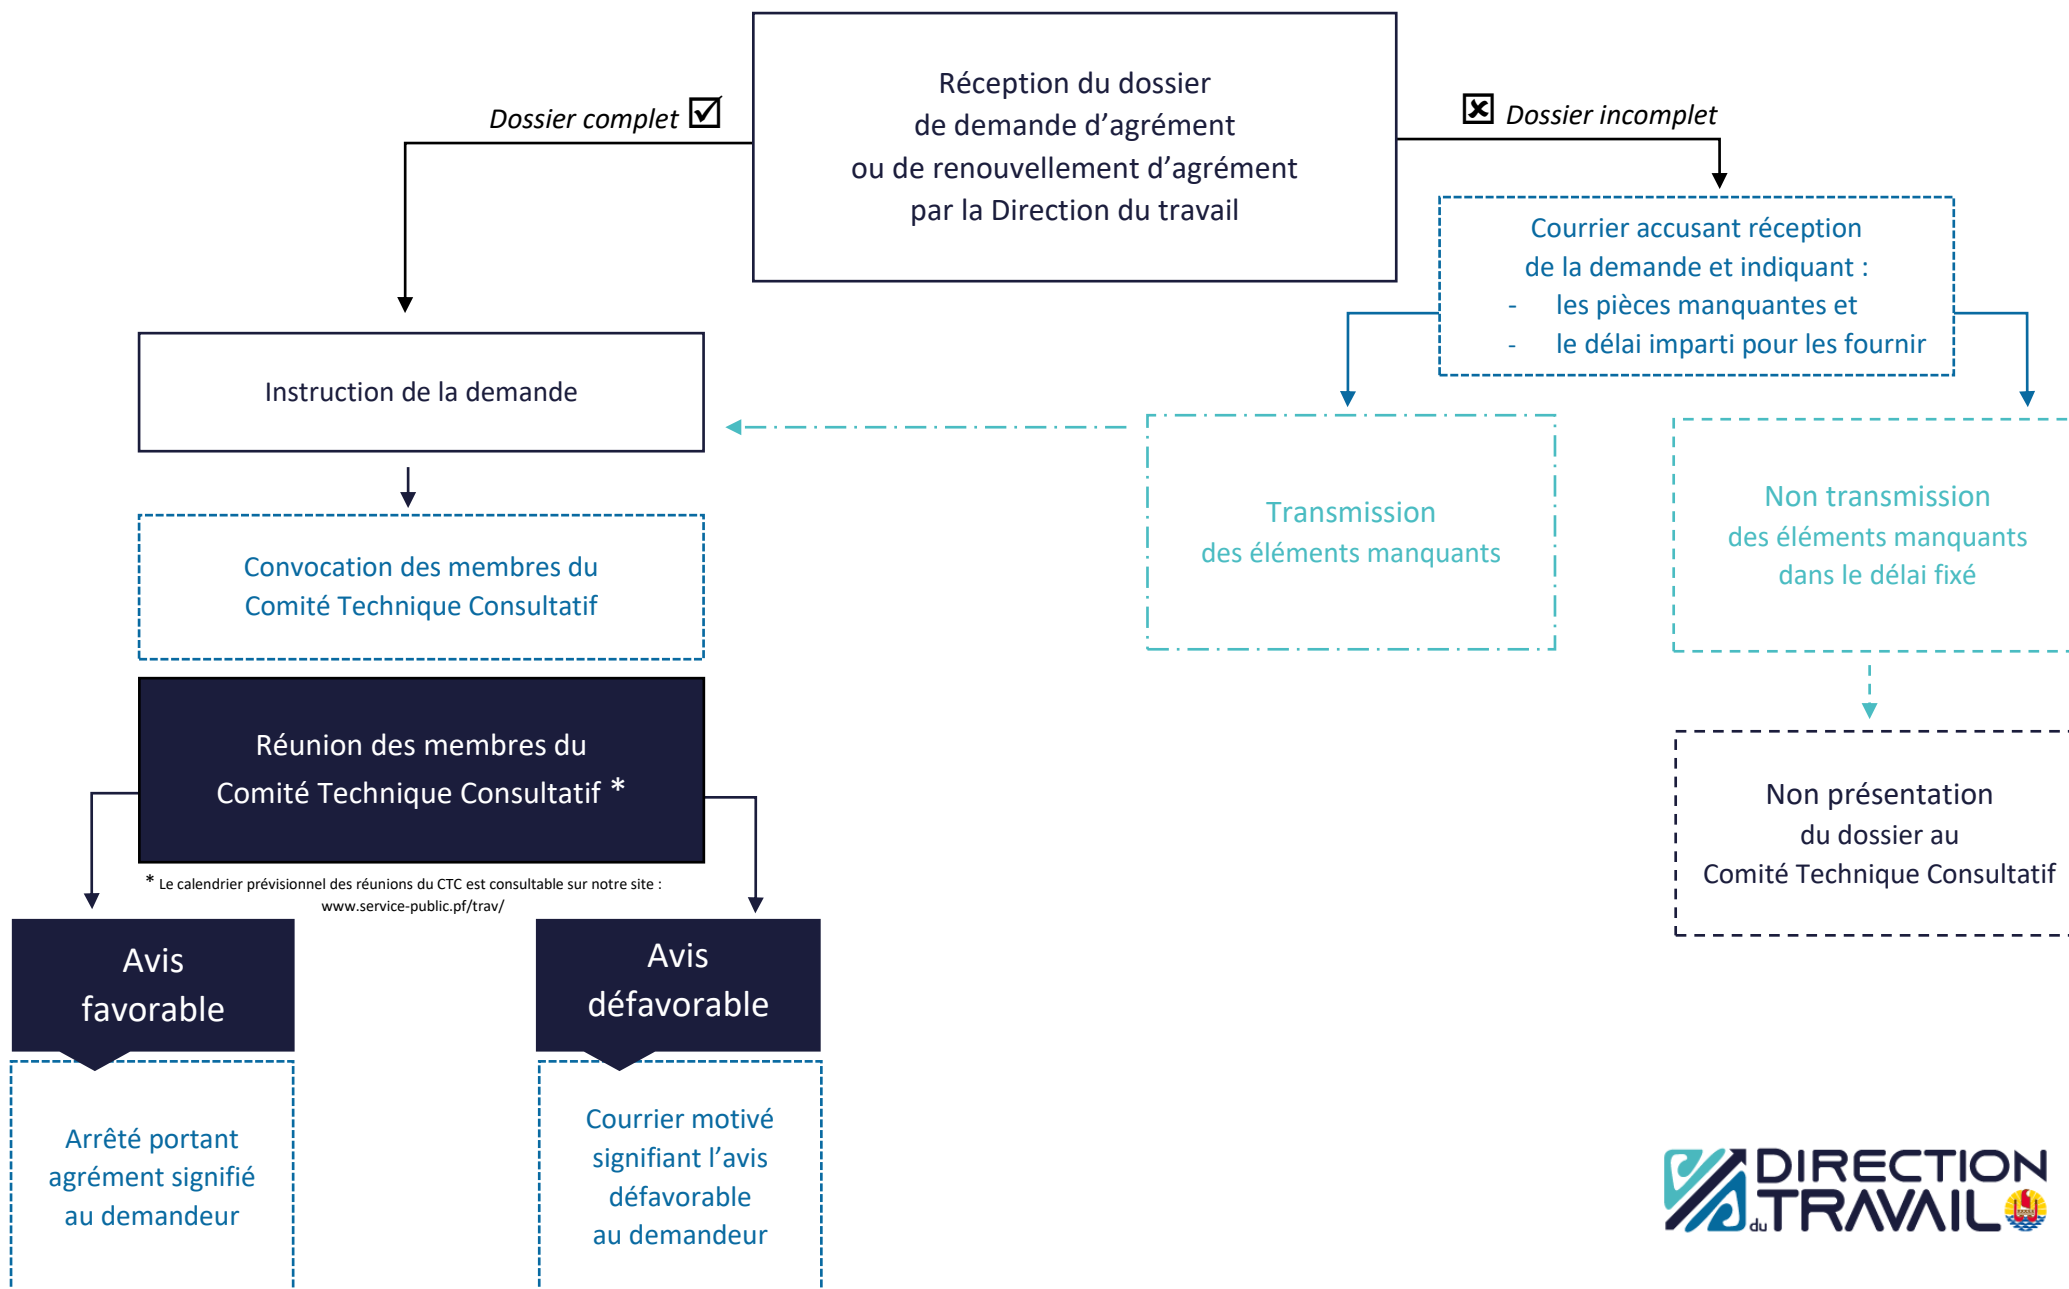 Réception du dossier
de demande d’agrément
ou de renouvellement d’agrément
par la Direction du travail
Dossier complet ☑
☒ Dossier incomplet
Courrier accusant réception
de la demande et indiquant :
- les pièces manquantes et
- le délai imparti pour les fournir
Instruction de la demande
Transmission
des éléments manquants
Non transmission
des éléments manquants
dans le délai fixé
Convocation des membres du
Comité Technique Consultatif
Réunion des membres du
Comité Technique Consultatif *
* Le calendrier prévisionnel des réunions du CTC est consultable sur notre site :
www.service-public.pf/trav/
Non présentation
du dossier au
Comité Technique Consultatif
Avis
favorable
Avis
défavorable
Arrêté portant
agrément signifié
au demandeur
Courrier motivé
signifiant l’avis
défavorable
au demandeur
DIRECTION
du TRAVAIL